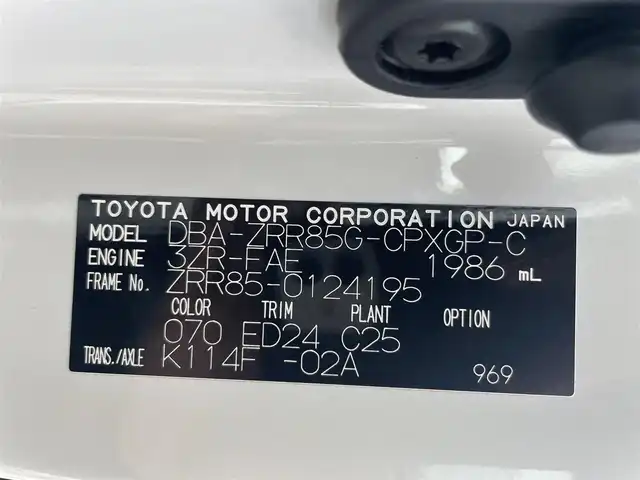 TOYOTA MOTOR CORPORATION JAPAN
MODEL DBA-ZRR85G-CPXGP-C
ENGINE 3ZR-FAE 1986 mL
FRAME No. ZRR85-0124195
COLOR TRIM PLANT OPTION
070 ED24 C25
TRANS./AXLE K114F -02A 969